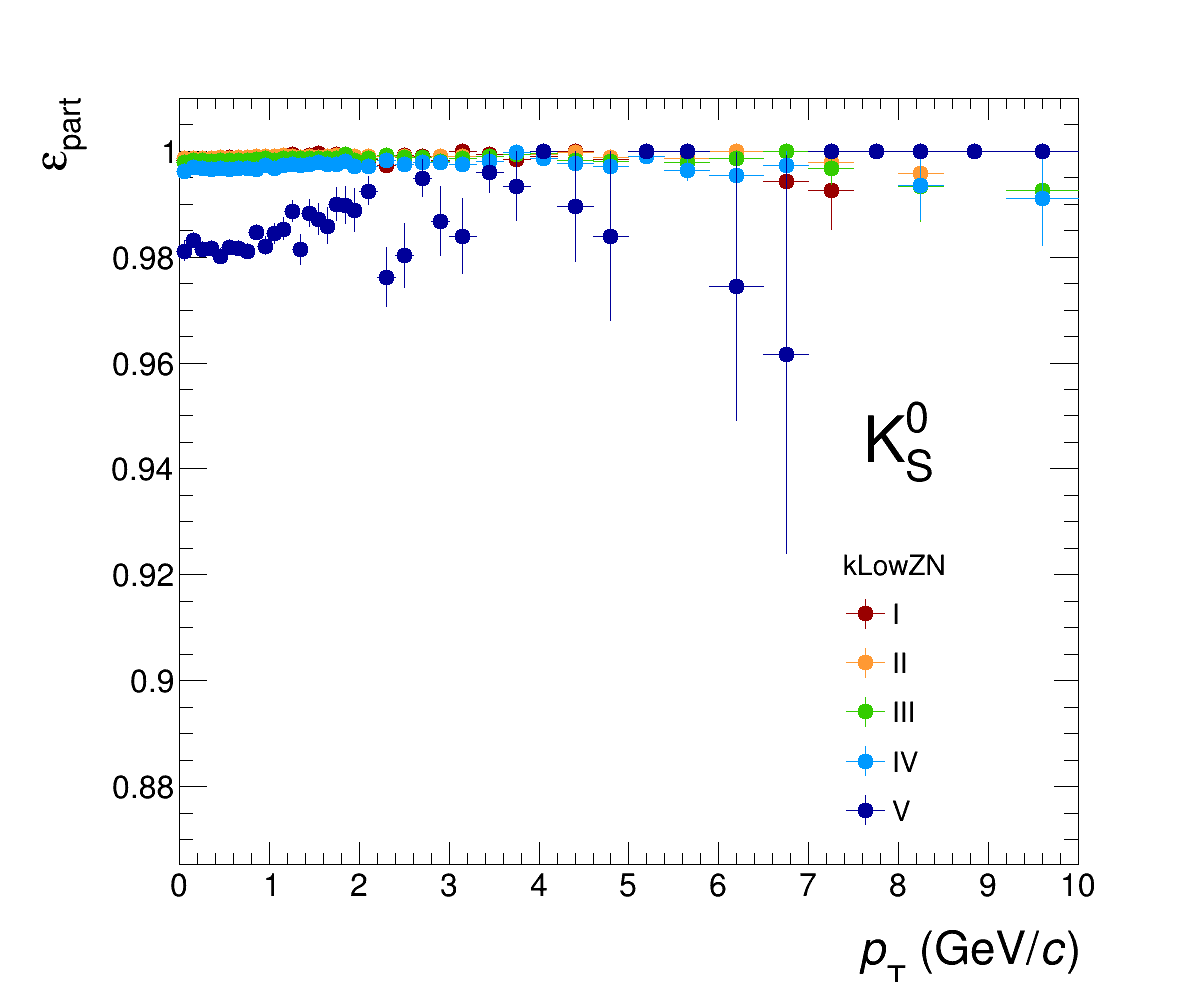 ε_part
1
0.98
0.96
0.94
0.92
0.9
0.88
K⁰_S
kLowZN
I
II
III
IV
V
0 1 2 3 4 5 6 7 8 9 10
p_T (GeV/c)